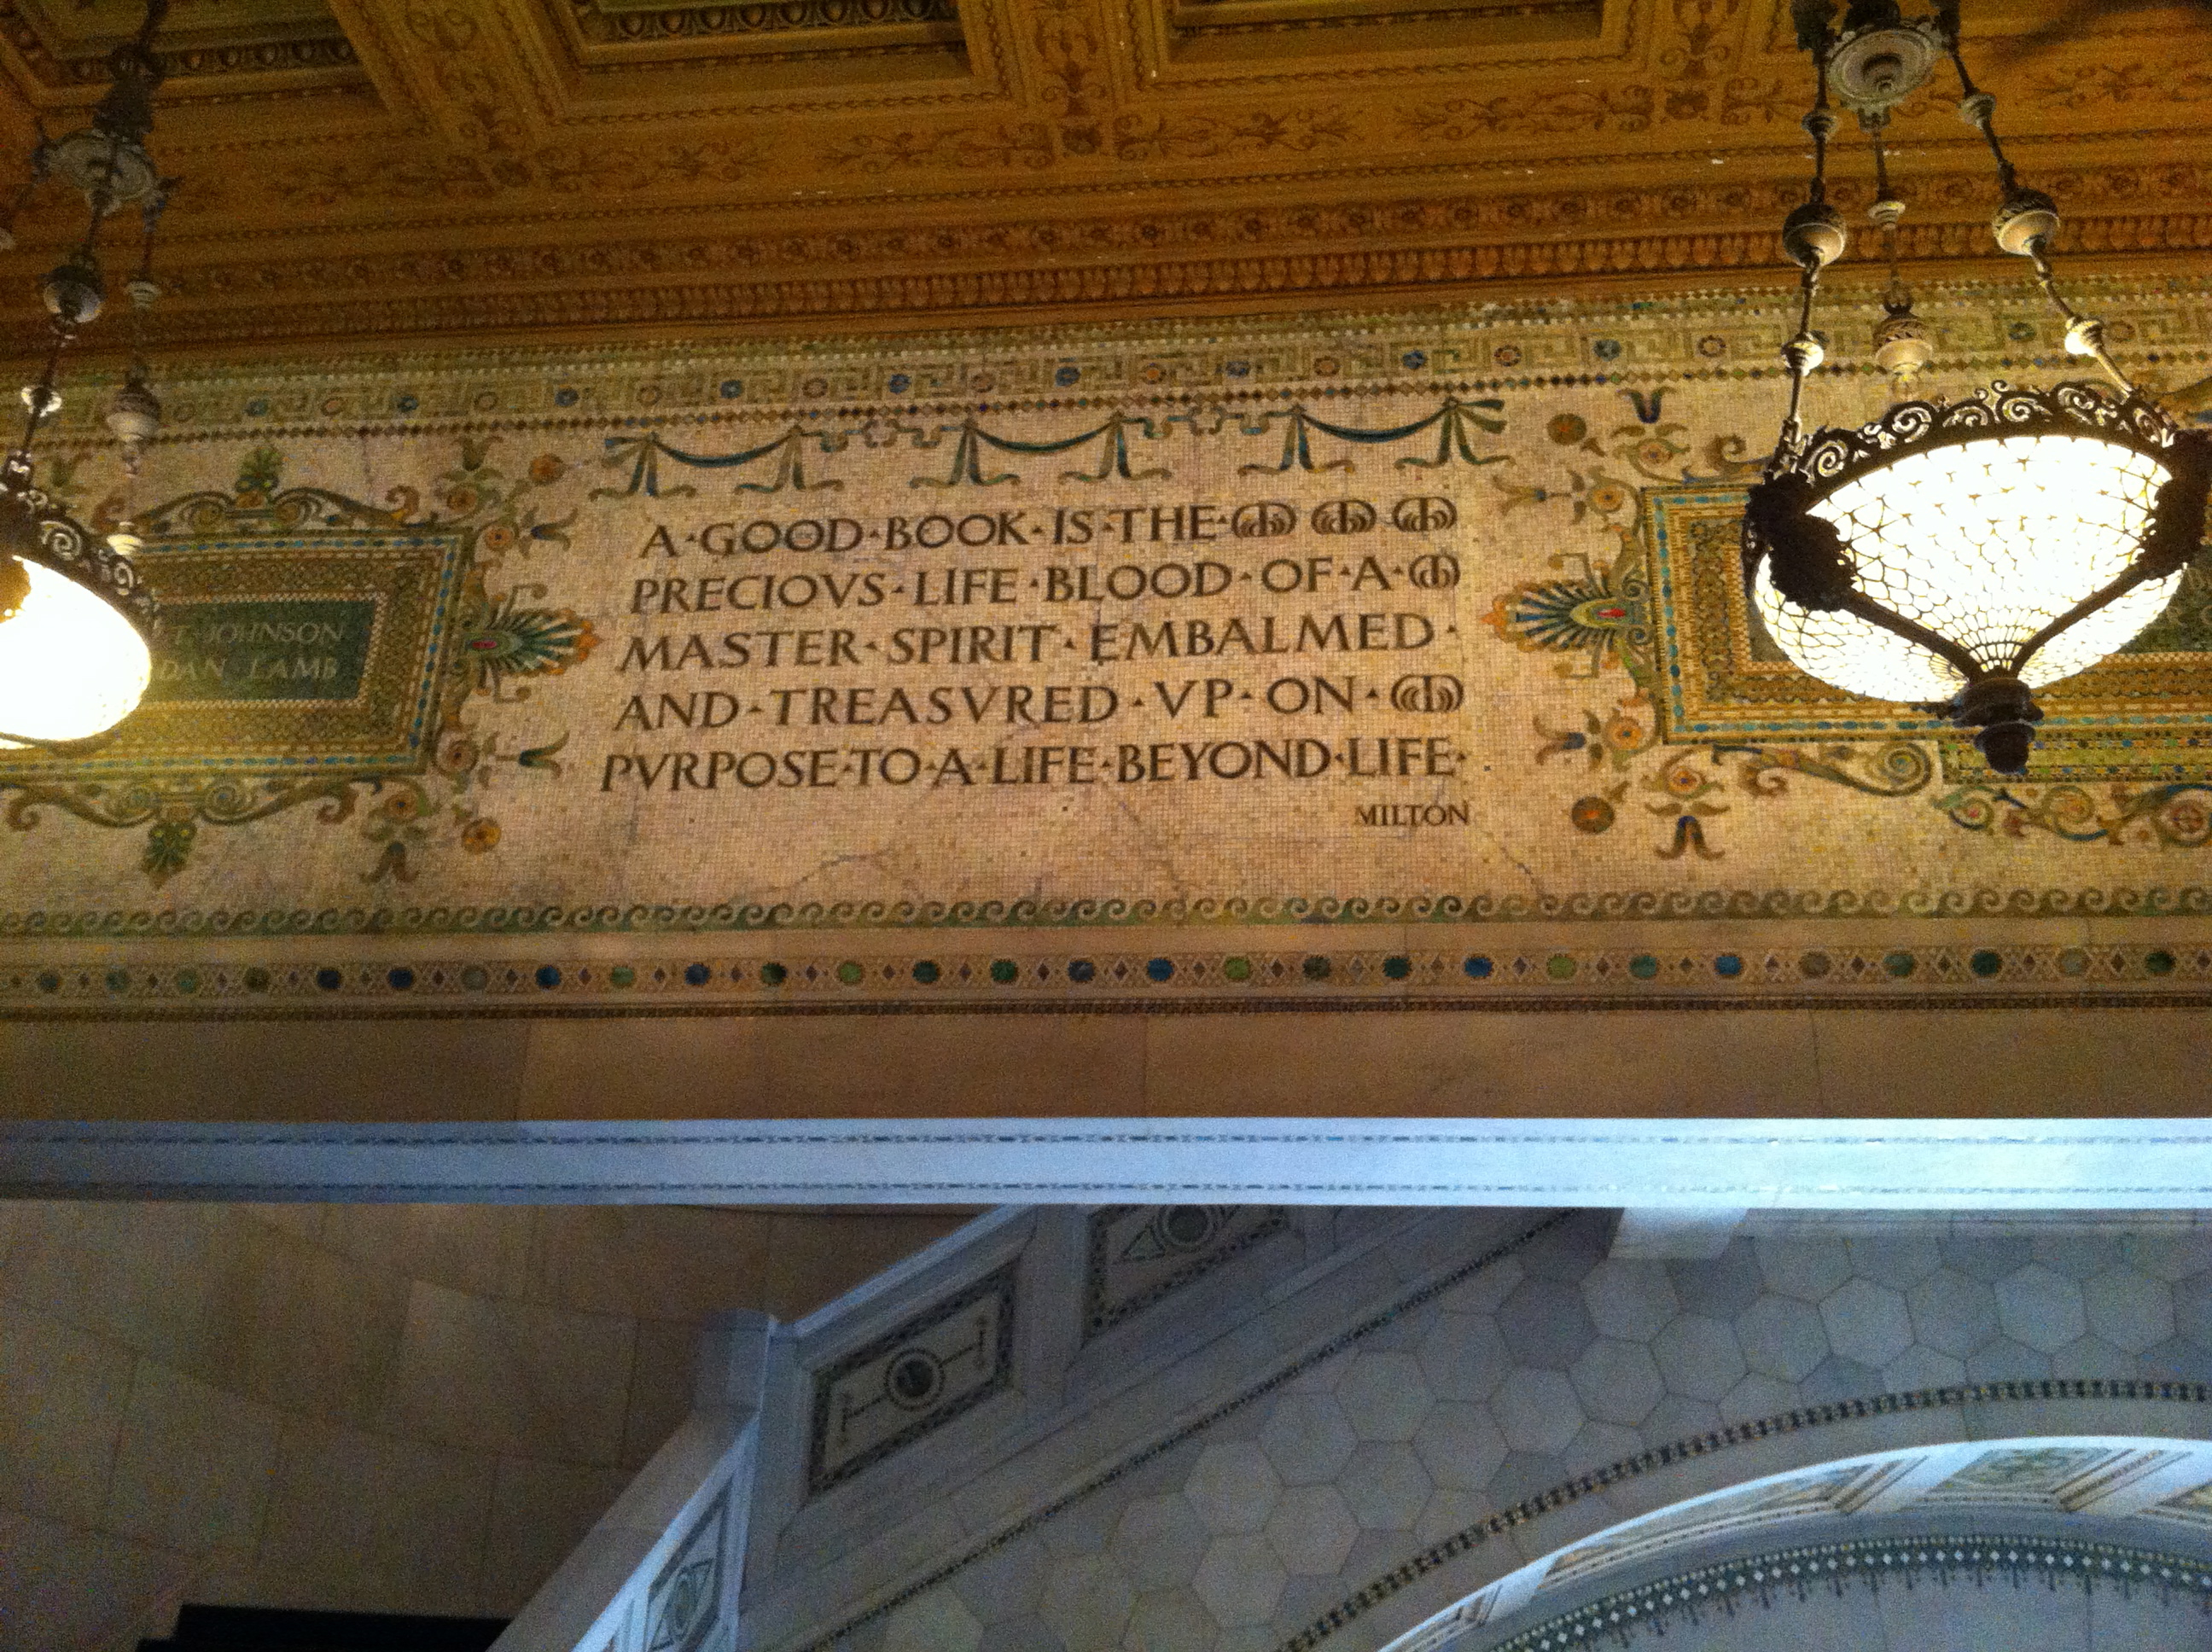 A·GOOD·BOOK·IS·THE·
PRECIOVS·LIFE·BLOOD·OF·A·
MASTER·SPIRIT·EMBALMED·
AND·TREASVRED·VP·ON·
PVRPOSE·TO·A·LIFE·BEYOND·LIFE·
MILTON
JOHNSON
LAMB